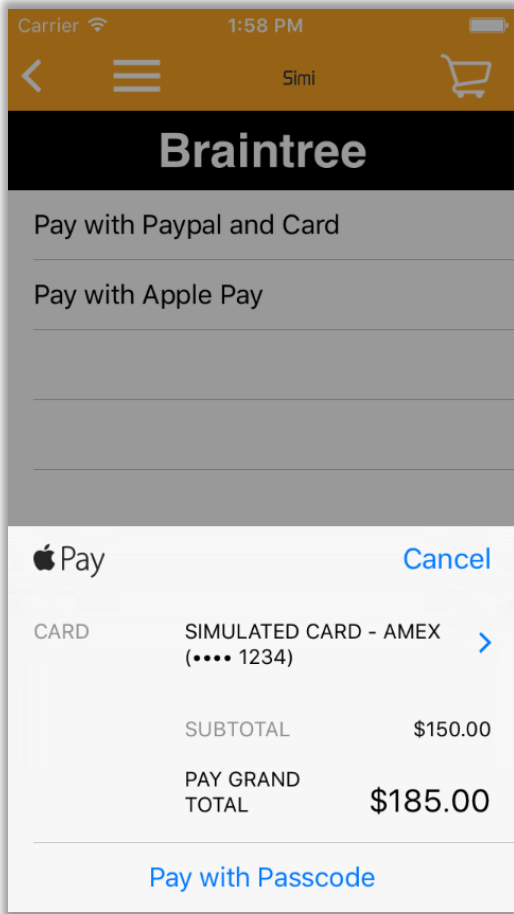 Carrier 1:58 PM
Simi
Braintree
Pay with Paypal and Card
Pay with Apple Pay
Pay Cancel
CARD SIMULATED CARD - AMEX
(•••• 1234)
SUBTOTAL $150.00
PAY GRAND
TOTAL $185.00
Pay with Passcode